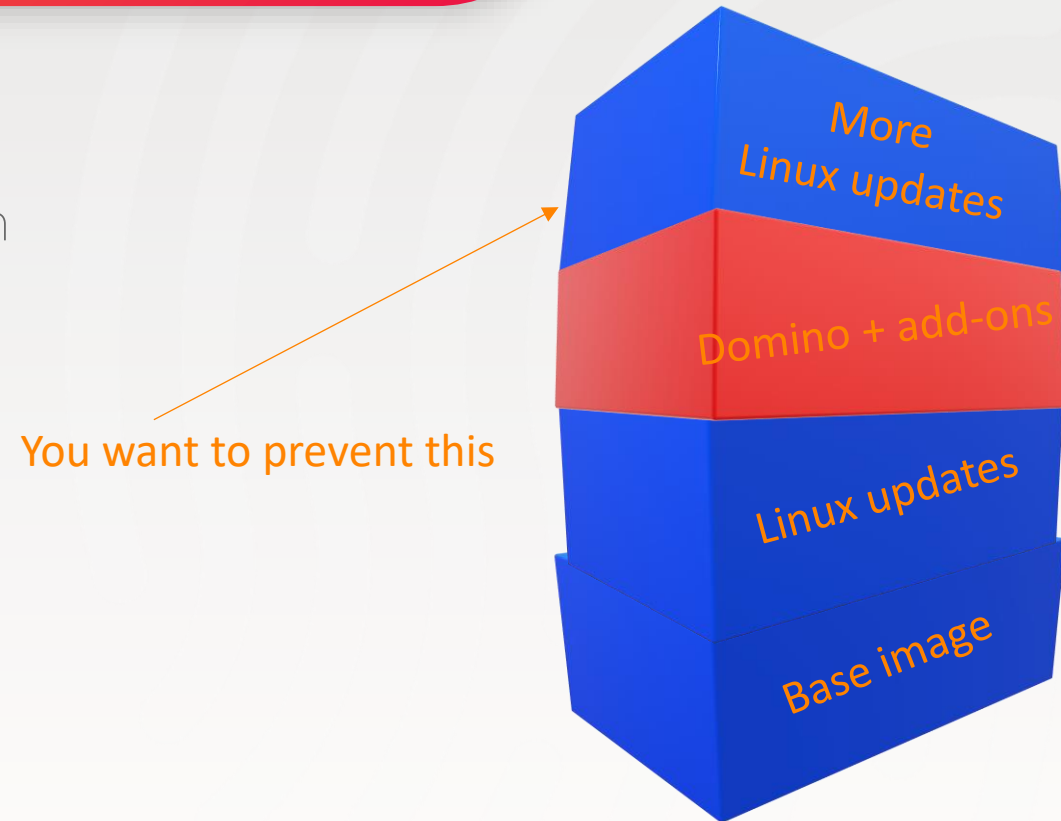 More
Linux updates
Domino + add-ons
You want to prevent this
Linux updates
Base image